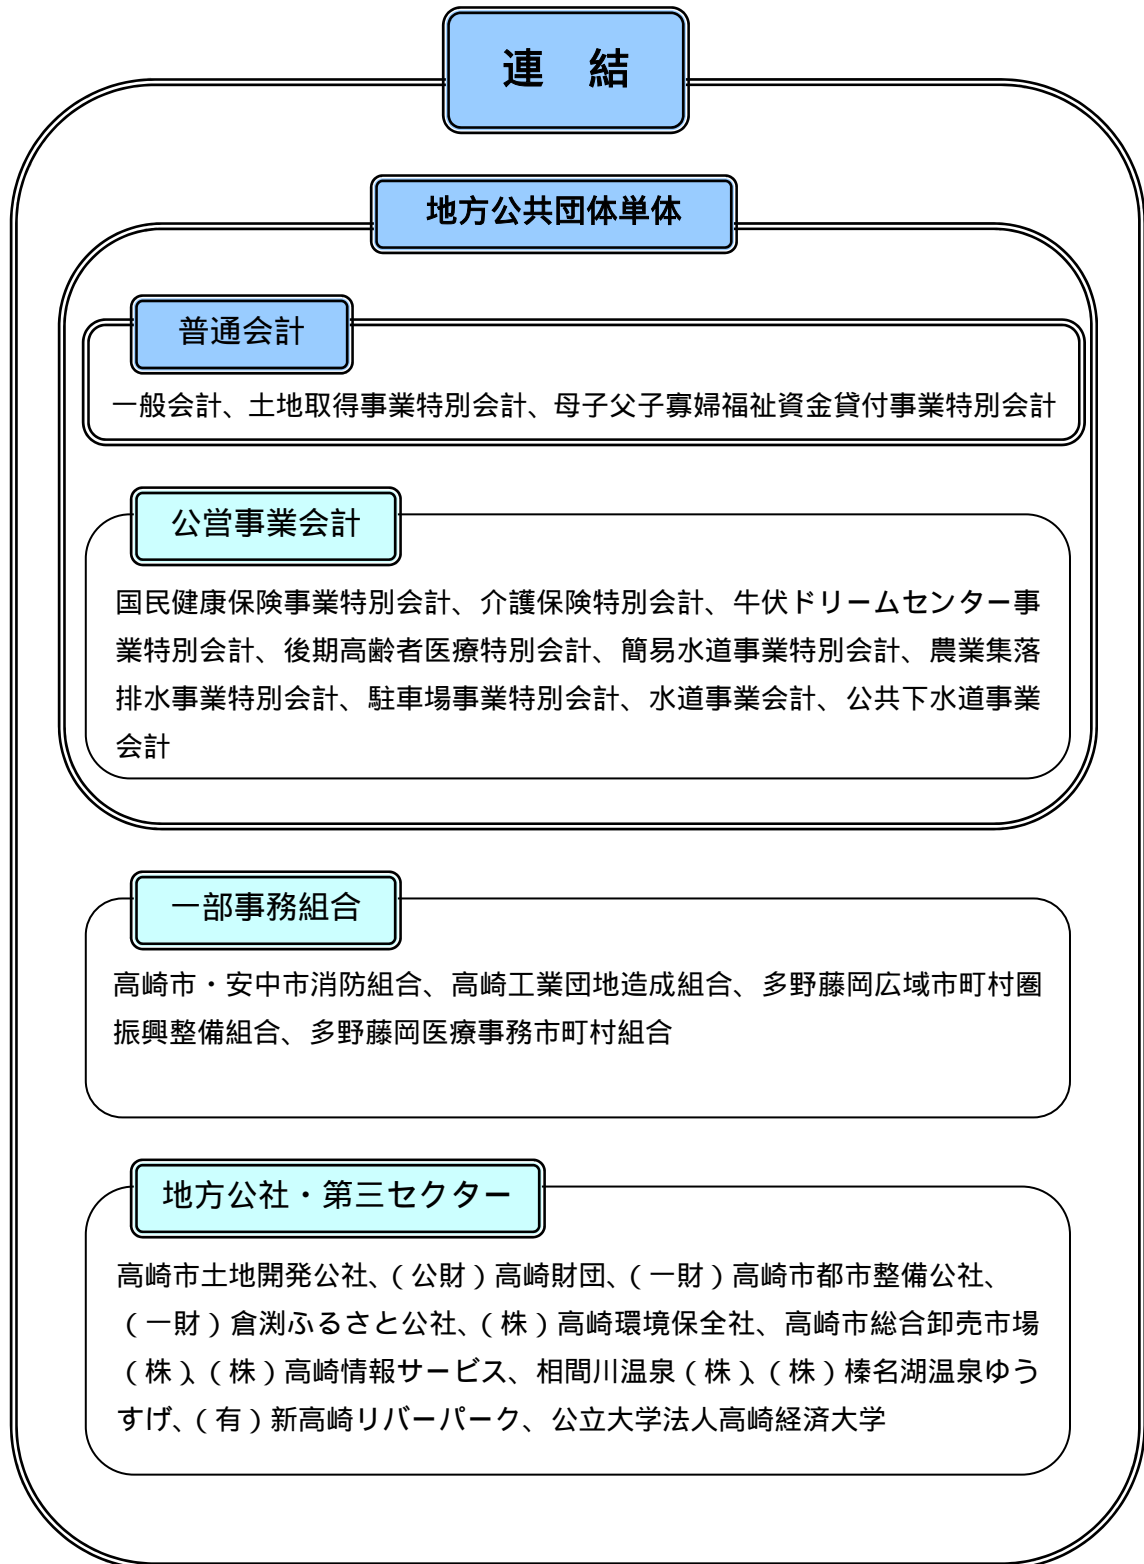 連　結
地方公共団体単体
普通会計
一般会計、土地取得事業特別会計、母子父子寡婦福祉資金貸付事業特別会計
公営事業会計
国民健康保険事業特別会計、介護保険特別会計、牛伏ドリームセンター事
業特別会計、後期高齢者医療特別会計、簡易水道事業特別会計、農業集落
排水事業特別会計、駐車場事業特別会計、水道事業会計、公共下水道事業
会計
一部事務組合
高崎市・安中市消防組合、高崎工業団地造成組合、多野藤岡広域市町村圏
振興整備組合、多野藤岡医療事務市町村組合
地方公社・第三セクター
高崎市土地開発公社、（公財）高崎財団、（一財）高崎市都市整備公社、
（一財）倉渕ふるさと公社、（株）高崎環境保全社、高崎市総合卸売市場
（株）、（株）高崎情報サービス、相間川温泉（株）、（株）榛名湖温泉ゆう
すげ、（有）新高崎リバーパーク、公立大学法人高崎経済大学